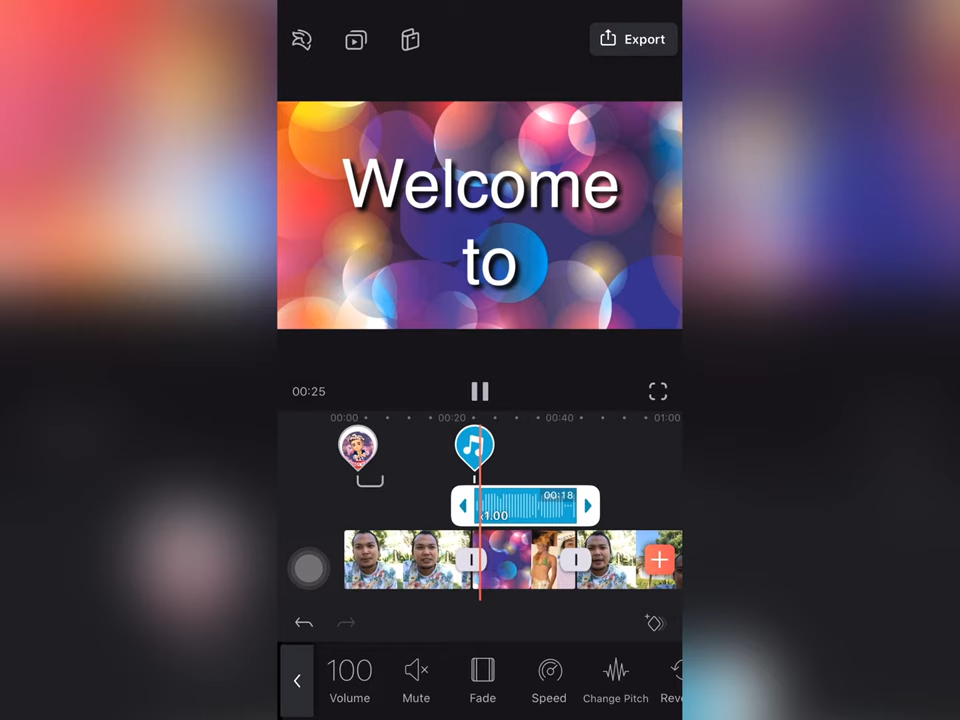 Export
Welcome
to
00:25
00:00
00:20
00:40
01:00
00:18
x1.00
100
Volume
Mute
Fade
Speed
Change Pitch
Rev